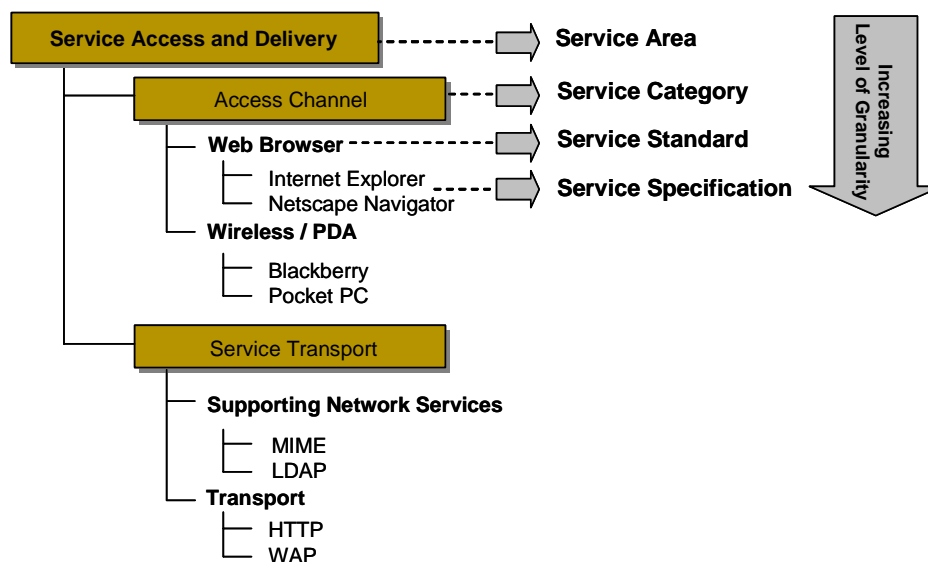 Service Access and Delivery
Service Area
Access Channel
Service Category
Web Browser
Service Standard
Internet Explorer
Service Specification
Netscape Navigator
Wireless / PDA
Blackberry
Pocket PC
Service Transport
Supporting Network Services
MIME
LDAP
Transport
HTTP
WAP
Increasing
Level of Granularity